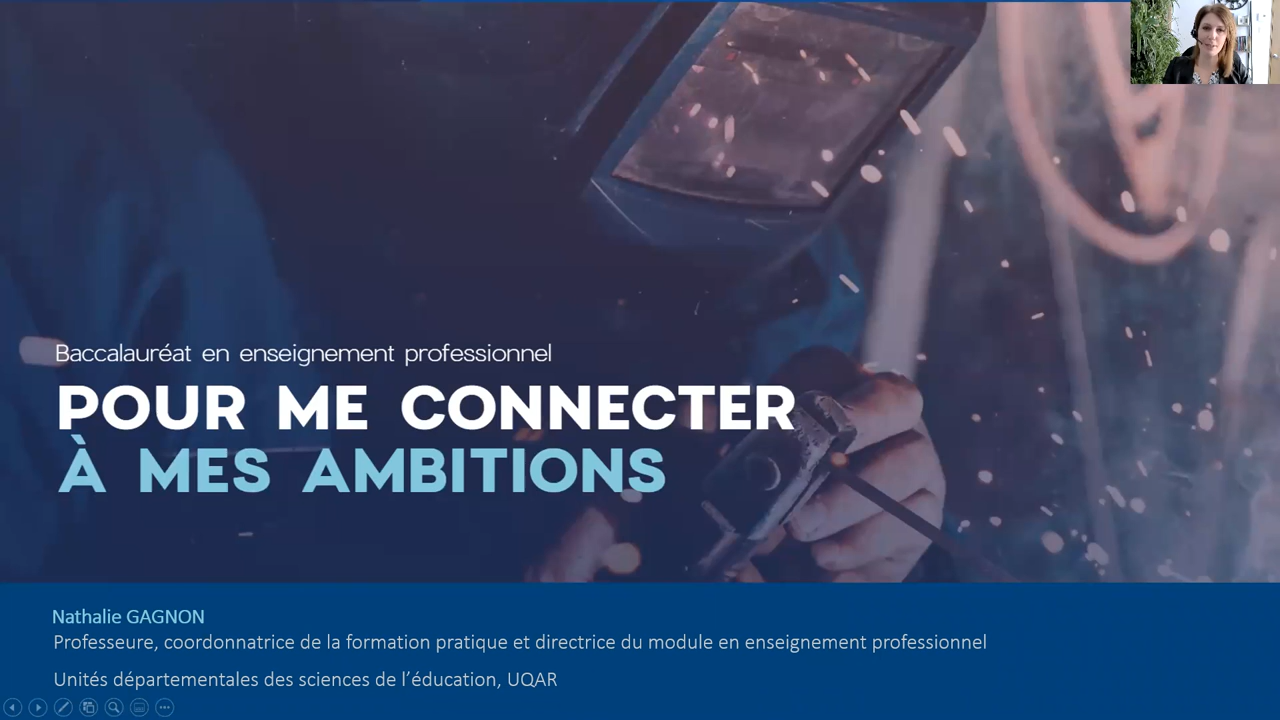 Baccalauréat en enseignement professionnel
POUR ME CONNECTER
À MES AMBITIONS
Nathalie GAGNON
Professeure, coordonnatrice de la formation pratique et directrice du module en enseignement professionnel
Unités départementales des sciences de l'éducation, UQAR